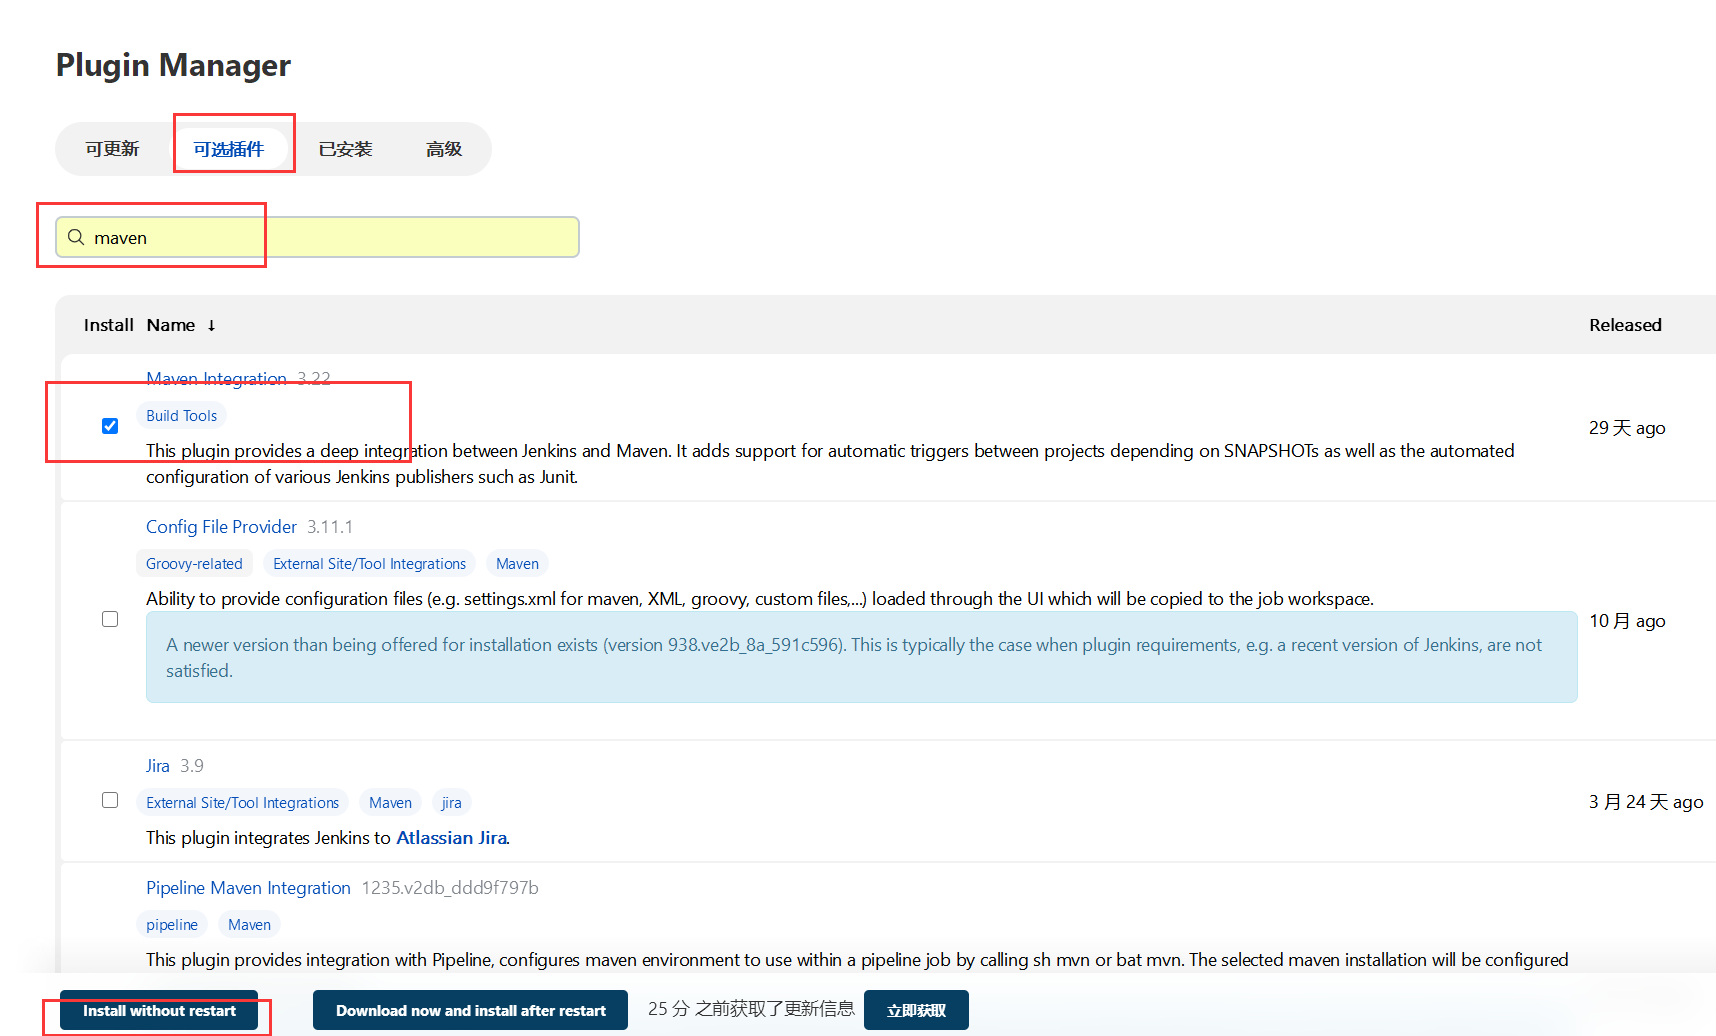 Plugin Manager
可更新 可选插件 已安装 高级
maven
Install Name ↓ Released
Maven Integration 3.22
Build Tools
This plugin provides a deep integration between Jenkins and Maven. It adds support for automatic triggers between projects depending on SNAPSHOTs as well as the automated
configuration of various Jenkins publishers such as Junit.
29 天 ago
Config File Provider 3.11.1
Groovy-related External Site/Tool Integrations Maven
Ability to provide configuration files (e.g. settings.xml for maven, XML, groovy, custom files,...) loaded through the UI which will be copied to the job workspace.
A newer version than being offered for installation exists (version 938.ve2b_8a_591c596). This is typically the case when plugin requirements, e.g. a recent version of Jenkins, are not
satisfied.
10 月 ago
Jira 3.9
External Site/Tool Integrations Maven jira
This plugin integrates Jenkins to Atlassian Jira.
3 月 24 天 ago
Pipeline Maven Integration 1235.v2db_ddd9f797b
pipeline Maven
This plugin provides integration with Pipeline, configures maven environment to use within a pipeline job by calling sh mvn or bat mvn. The selected maven installation will be configured
Install without restart Download now and install after restart 25 分 之前获取了更新信息 立即获取